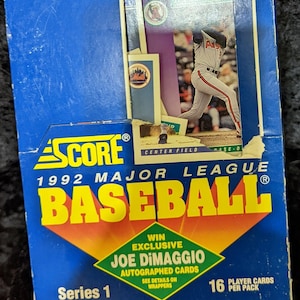 CENTER FIELD
SCORE®
1992 MAJOR LEAGUE
BASEBALL®
WIN
EXCLUSIVE
JOE DiMAGGIO
AUTOGRAPHED CARDS
SEE DETAILS ON
WRAPPERS
Series 1
16 PLAYER CARDS
PER PACK